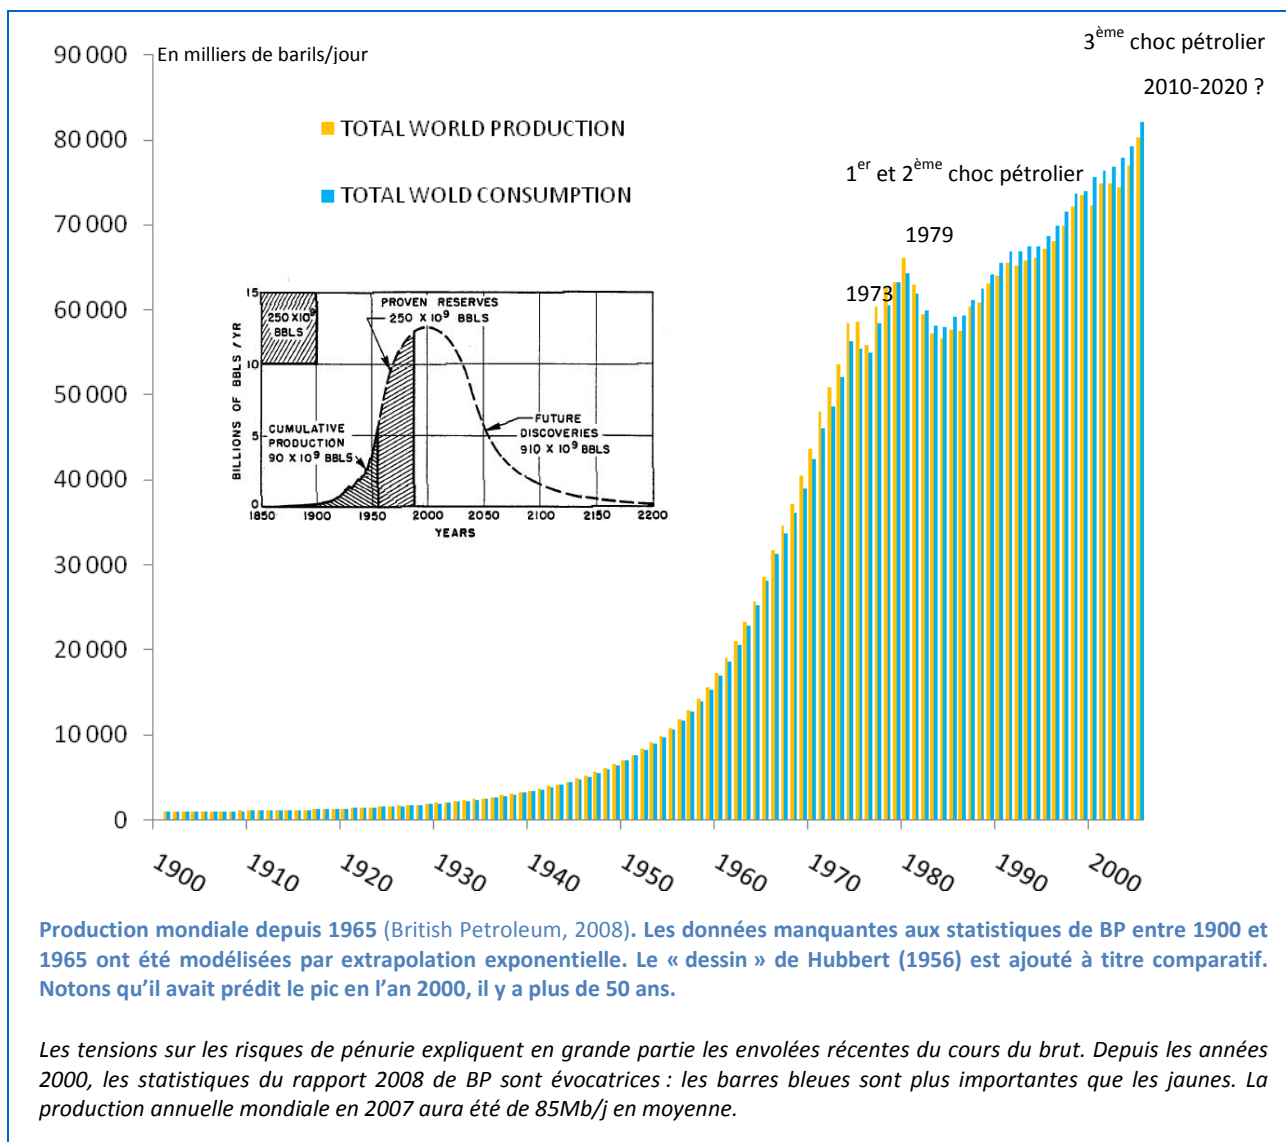 3ème choc pétrolier
2010-2020 ?
90 000
En milliers de barils/jour
80 000
70 000
60 000
50 000
40 000
30 000
20 000
10 000
0
TOTAL WORLD PRODUCTION
TOTAL WOLD CONSUMPTION
1er et 2ème choc pétrolier
1979
1973
15
10
5
0
BILLIONS OF BBLS / YR
250 X 10⁹
BBLS
PROVEN RESERVES
250 X 10⁹ BBLS
CUMULATIVE
PRODUCTION
90 X 10⁹ BBLS
FUTURE
DISCOVERIES
910 X 10⁹ BBLS
1850 1900 1950 2000 2050 2100 2150 2200
YEARS
1900 1910 1920 1930 1940 1950 1960 1970 1980 1990 2000
Production mondiale depuis 1965 (British Petroleum, 2008). Les données manquantes aux statistiques de BP entre 1900 et
1965 ont été modélisées par extrapolation exponentielle. Le « dessin » de Hubbert (1956) est ajouté à titre comparatif.
Notons qu'il avait prédit le pic en l'an 2000, il y a plus de 50 ans.
Les tensions sur les risques de pénurie expliquent en grande partie les envolées récentes du cours du brut. Depuis les années
2000, les statistiques du rapport 2008 de BP sont évocatrices : les barres bleues sont plus importantes que les jaunes. La
production annuelle mondiale en 2007 aura été de 85Mb/j en moyenne.